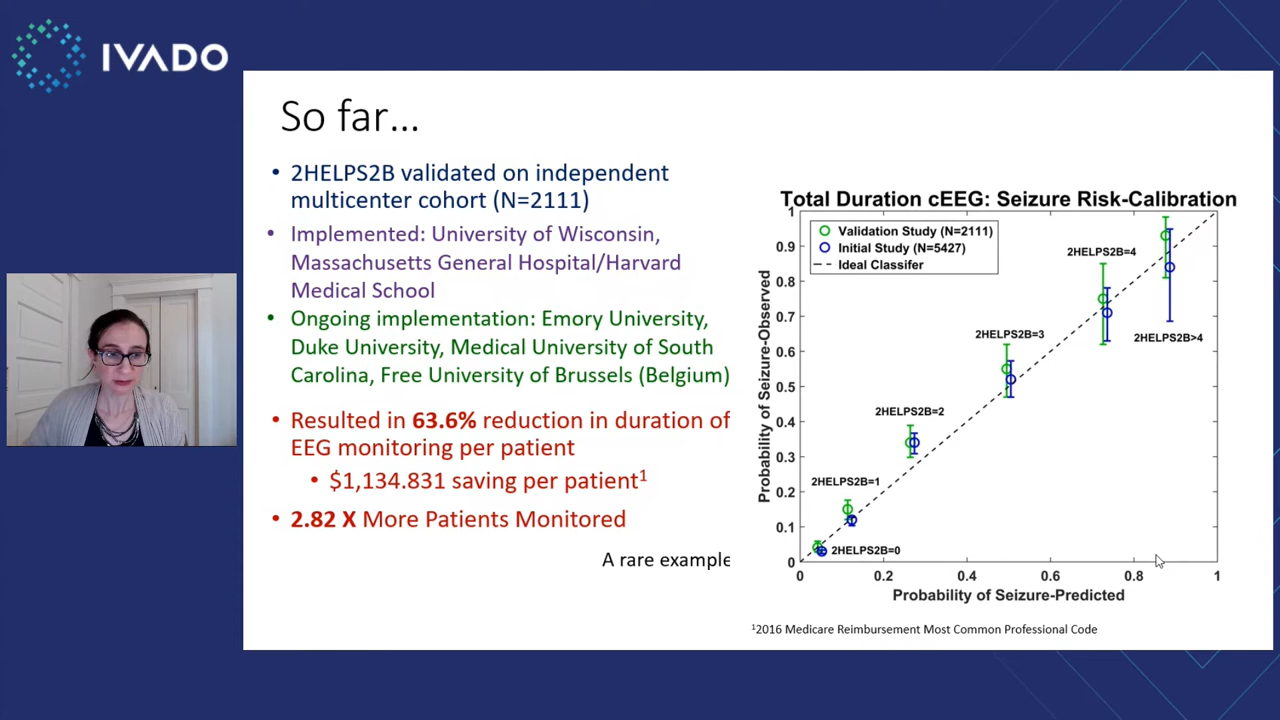 IVADO
So far...
• 2HELPS2B validated on independent
multicenter cohort (N=2111)
• Implemented: University of Wisconsin,
Massachusetts General Hospital/Harvard
Medical School
• Ongoing implementation: Emory University,
Duke University, Medical University of South
Carolina, Free University of Brussels (Belgium)
• Resulted in 63.6% reduction in duration of
EEG monitoring per patient
• $1,134.831 saving per patient¹
• 2.82 X More Patients Monitored
A rare example
Total Duration cEEG: Seizure Risk-Calibration
Validation Study (N=2111)
Initial Study (N=5427)
Ideal Classifer
2HELPS2B=4
2HELPS2B>4
2HELPS2B=3
2HELPS2B=2
2HELPS2B=1
2HELPS2B=0
Probability of Seizure-Observed
1
0.9
0.8
0.7
0.6
0.5
0.4
0.3
0.2
0.1
0
0 0.2 0.4 0.6 0.8 1
Probability of Seizure-Predicted
¹2016 Medicare Reimbursement Most Common Professional Code